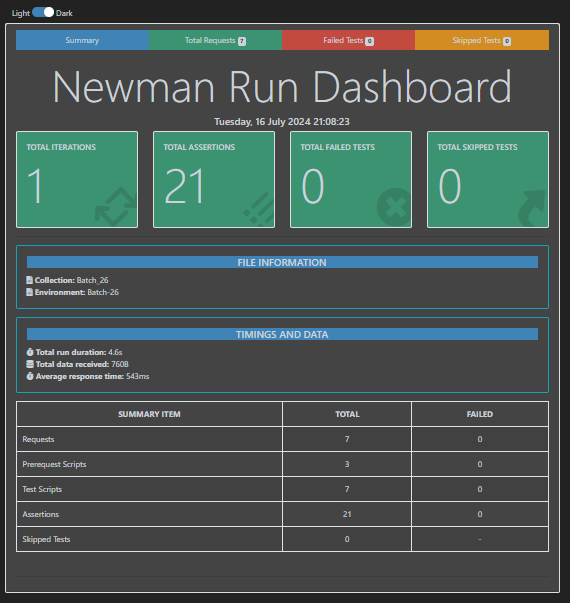 Light Dark
Summary Total Requests 7 Failed Tests 0 Skipped Tests 0
Newman Run Dashboard
Tuesday, 16 July 2024 21:08:23
TOTAL ITERATIONS TOTAL ASSERTIONS TOTAL FAILED TESTS TOTAL SKIPPED TESTS
1 21 0 0
FILE INFORMATION
Collection: Batch_26
Environment: Batch-26
TIMINGS AND DATA
Total run duration: 4.6s
Total data received: 760B
Average response time: 543ms
SUMMARY ITEM TOTAL FAILED
Requests 7 0
Prerequest Scripts 3 0
Test Scripts 7 0
Assertions 21 0
Skipped Tests 0 -